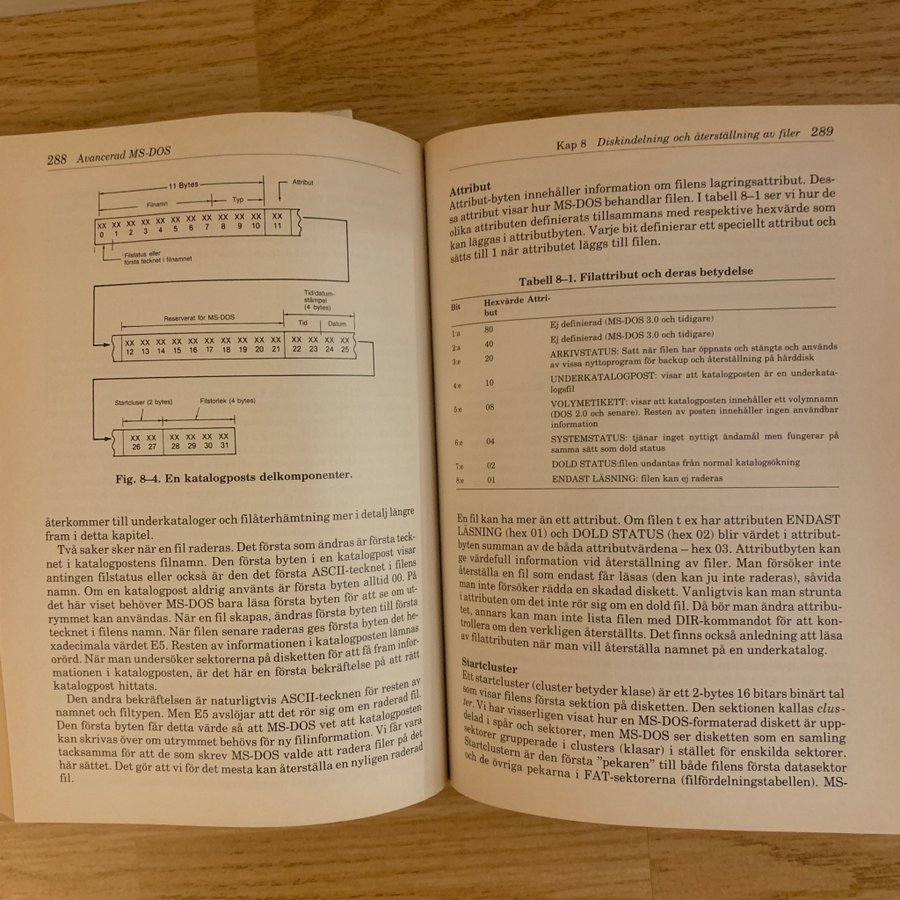 288 Avancerad MS-DOS
11 Bytes
Attribut
Filnamn Typ
XX XX XX XX XX XX XX XX XX XX XX XX
0 1 2 3 4 5 6 7 8 9 10 11
Filstatus eller
första tecknet i filnamnet
Tid/datum-
stämpel
(4 bytes)
Reserverat för MS-DOS
Tid Datum
XX XX XX XX XX XX XX XX XX XX XX XX XX XX
12 13 14 15 16 17 18 19 20 21 22 23 24 25
Startcluser (2 bytes) Filstorlek (4 bytes)
XX XX XX XX XX XX
26 27 28 29 30 31
Fig. 8–4. En katalogposts delkomponenter.
återkommer till underkataloger och filåterhämtning mer i detalj längre
fram i detta kapitel.
Två saker sker när en fil raderas. Det första som ändras är första teck-
net i katalogpostens filnamn. Den första byten i en katalogpost visar
antingen filstatus eller också är den det första ASCII-tecknet i filens
namn. Om en katalogpost aldrig använts är första byten alltid 00. På
det här viset behöver MS-DOS bara läsa första byten för att se om ut-
rymmet kan användas. När en fil skapas, ändras första byten till första
tecknet i filens namn. När filen senare raderas ges första byten det he-
xadecimala värdet E5. Resten av informationen i katalogposten lämnas
orörd. När man undersöker sektorerna på disketten för att få fram infor-
mationen i katalogposten, är det här en första bekräftelse på att rätt
katalogpost hittats.
Den andra bekräftelsen är naturligtvis ASCII-tecknen för resten av
namnet och filtypen. Men E5 avslöjar att det rör sig om en raderad fil.
Den första byten får detta värde så att MS-DOS vet att katalogposten
kan skrivas över om utrymmet behövs för ny filinformation. Vi får vara
tacksamma för att de som skrev MS-DOS valde att radera filer på det
här sättet. Det gör att vi för det mesta kan återställa en nyligen raderad
fil.
Kap 8 Diskindelning och återställning av filer 289
Attribut
Attribut-byten innehåller information om filens lagringsattribut. Des-
sa attribut visar hur MS-DOS behandlar filen. I tabell 8–1 ser vi hur de
olika attributen definierats tillsammans med respektive hexvärde som
kan läggas i attributbyten. Varje bit definierar ett speciellt attribut och
sätts till 1 när attributet läggs till filen.
Tabell 8–1. Filattribut och deras betydelse
Bit Hexvärde Attri-
but
1:a 80 Ej definierad (MS-DOS 3.0 och tidigare)
2:a 40 Ej definierad (MS-DOS 3.0 och tidigare)
3:e 20 ARKIVSTATUS: Satt när filen har öppnats och stängts och används
av vissa nyttoprogram för backup och återställning på hårddisk
4:e 10 UNDERKATALOGPOST: visar att katalogposten är en underkata-
logsfil
5:e 08 VOLYMETIKETT: visar att katalogposten innehåller ett volymnamn
(DOS 2.0 och senare). Resten av posten innehåller ingen användbar
information
6:e 04 SYSTEMSTATUS: tjänar inget nyttigt ändamål men fungerar på
samma sätt som dold status
7:e 02 DOLD STATUS:filen undantas från normal katalogsökning
8:e 01 ENDAST LÄSNING: filen kan ej raderas
En fil kan ha mer än ett attribut. Om filen t ex har attributen ENDAST
LÄSNING (hex 01) och DOLD STATUS (hex 02) blir värdet i attribut-
byten summan av de båda attributvärdena – hex 03. Attributbyten kan
ge värdefull information vid återställning av filer. Man försöker inte
återställa en fil som endast får läsas (den kan ju inte raderas), såvida
man inte försöker rädda en skadad diskett. Vanligtvis kan man strunta
i attributen om det inte rör sig om en dold fil. Då bör man ändra attribu-
tet, annars kan man inte lista filen med DIR-kommandot för att kon-
trollera om den verkligen återställts. Det finns också anledning att läsa
av filattributen när man vill återställa namnet på en underkatalog.
Startcluster
Ett startcluster (cluster betyder klase) är ett 2-bytes 16 bitars binärt tal
som visar filens första sektion på disketten. Den sektionen kallas clus-
ter. Vi har visserligen visat hur en MS-DOS-formaterad diskett är upp-
delad i spår och sektorer, men MS-DOS ser disketten som en samling
sektorer grupperade i clusters (klasar) i stället för enskilda sektorer.
Startclustern är den första "pekaren" till både filens första datasektor
och de övriga pekarna i FAT-sektorerna (filfördelningstabellen). MS-